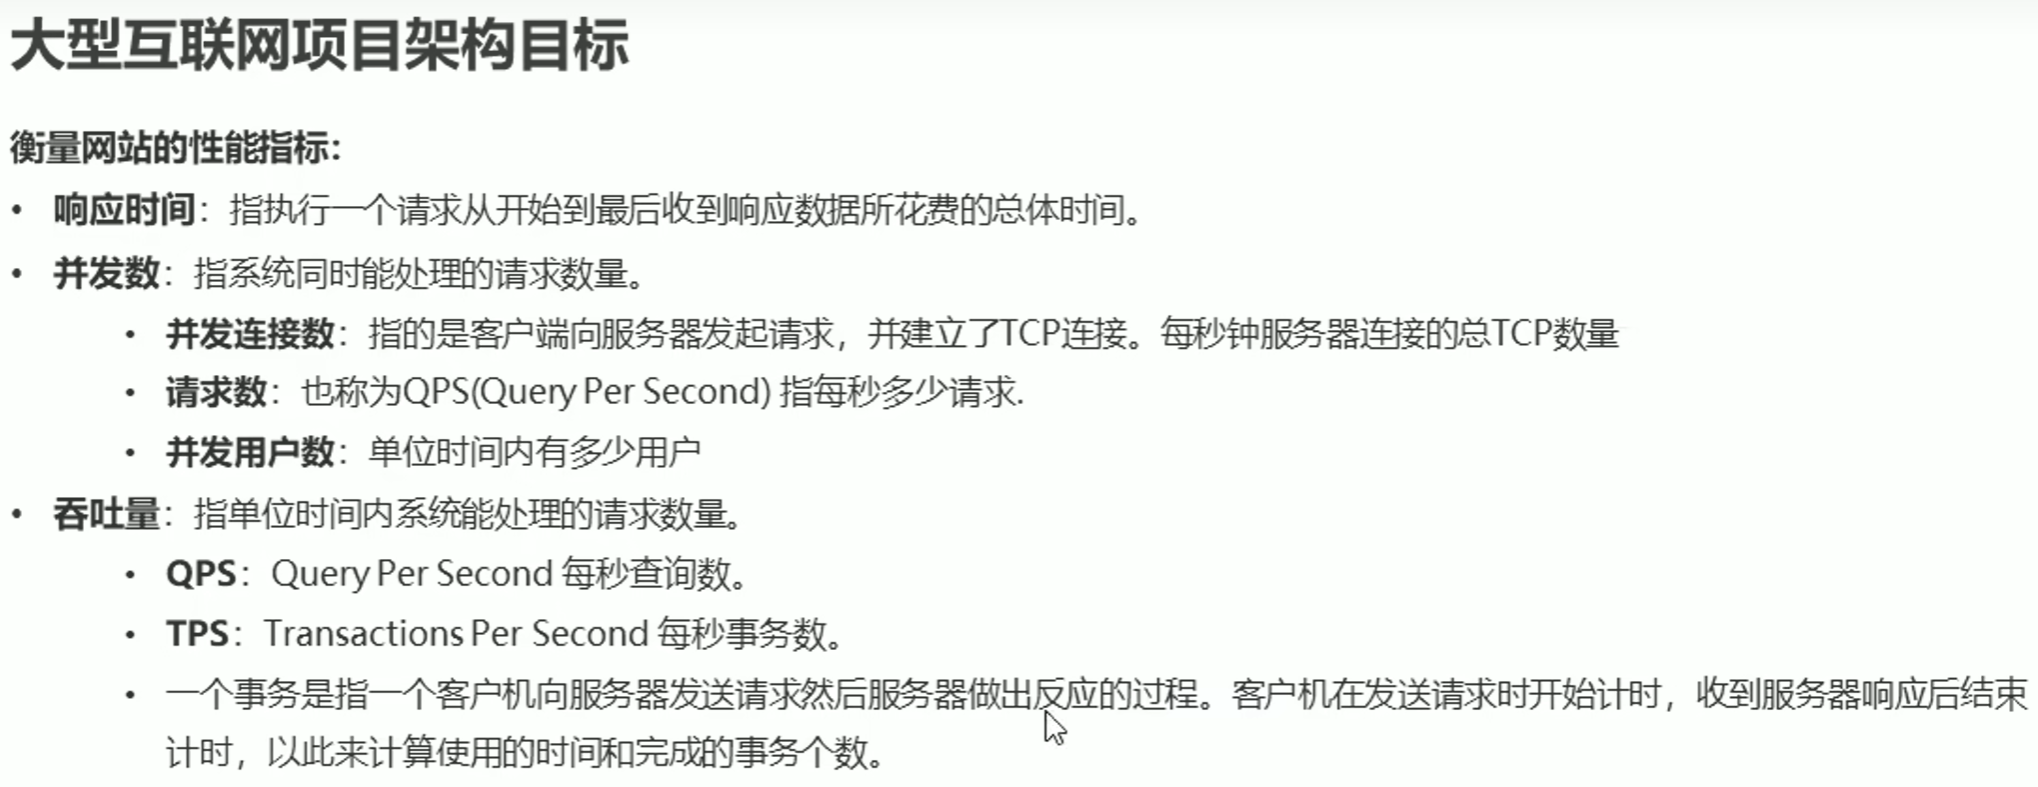 大型互联网项目架构目标
衡量网站的性能指标：
• 响应时间：指执行一个请求从开始到最后收到响应数据所花费的总体时间。
• 并发数：指系统同时能处理的请求数量。
• 并发连接数：指的是客户端向服务器发起请求，并建立了TCP连接。每秒钟服务器连接的总TCP数量
• 请求数：也称为QPS(Query Per Second) 指每秒多少请求.
• 并发用户数：单位时间内有多少用户
• 吞吐量：指单位时间内系统能处理的请求数量。
• QPS：Query Per Second 每秒查询数。
• TPS：Transactions Per Second 每秒事务数。
• 一个事务是指一个客户机向服务器发送请求然后服务器做出反应的过程。客户机在发送请求时开始计时，收到服务器响应后结束
计时，以此来计算使用的时间和完成的事务个数。